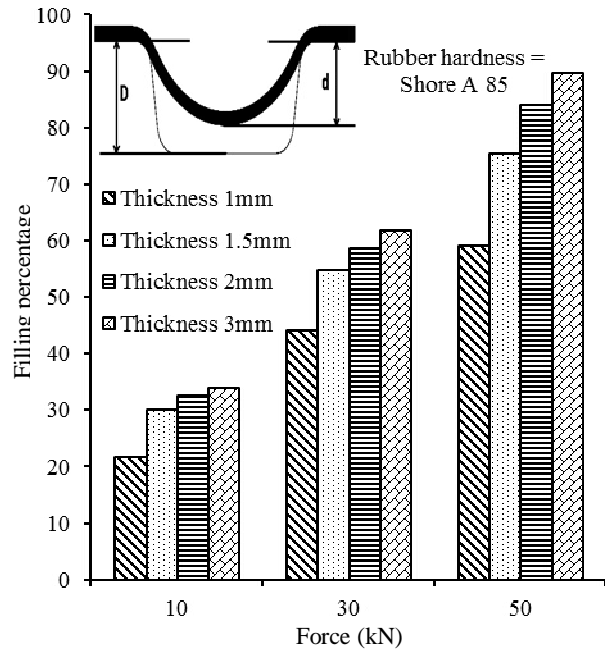 100
90
80
70
60
50
40
30
20
10
0
Filling percentage
D
d
Rubber hardness =
Shore A 85
Thickness 1mm
Thickness 1.5mm
Thickness 2mm
Thickness 3mm
10
30
50
Force (kN)